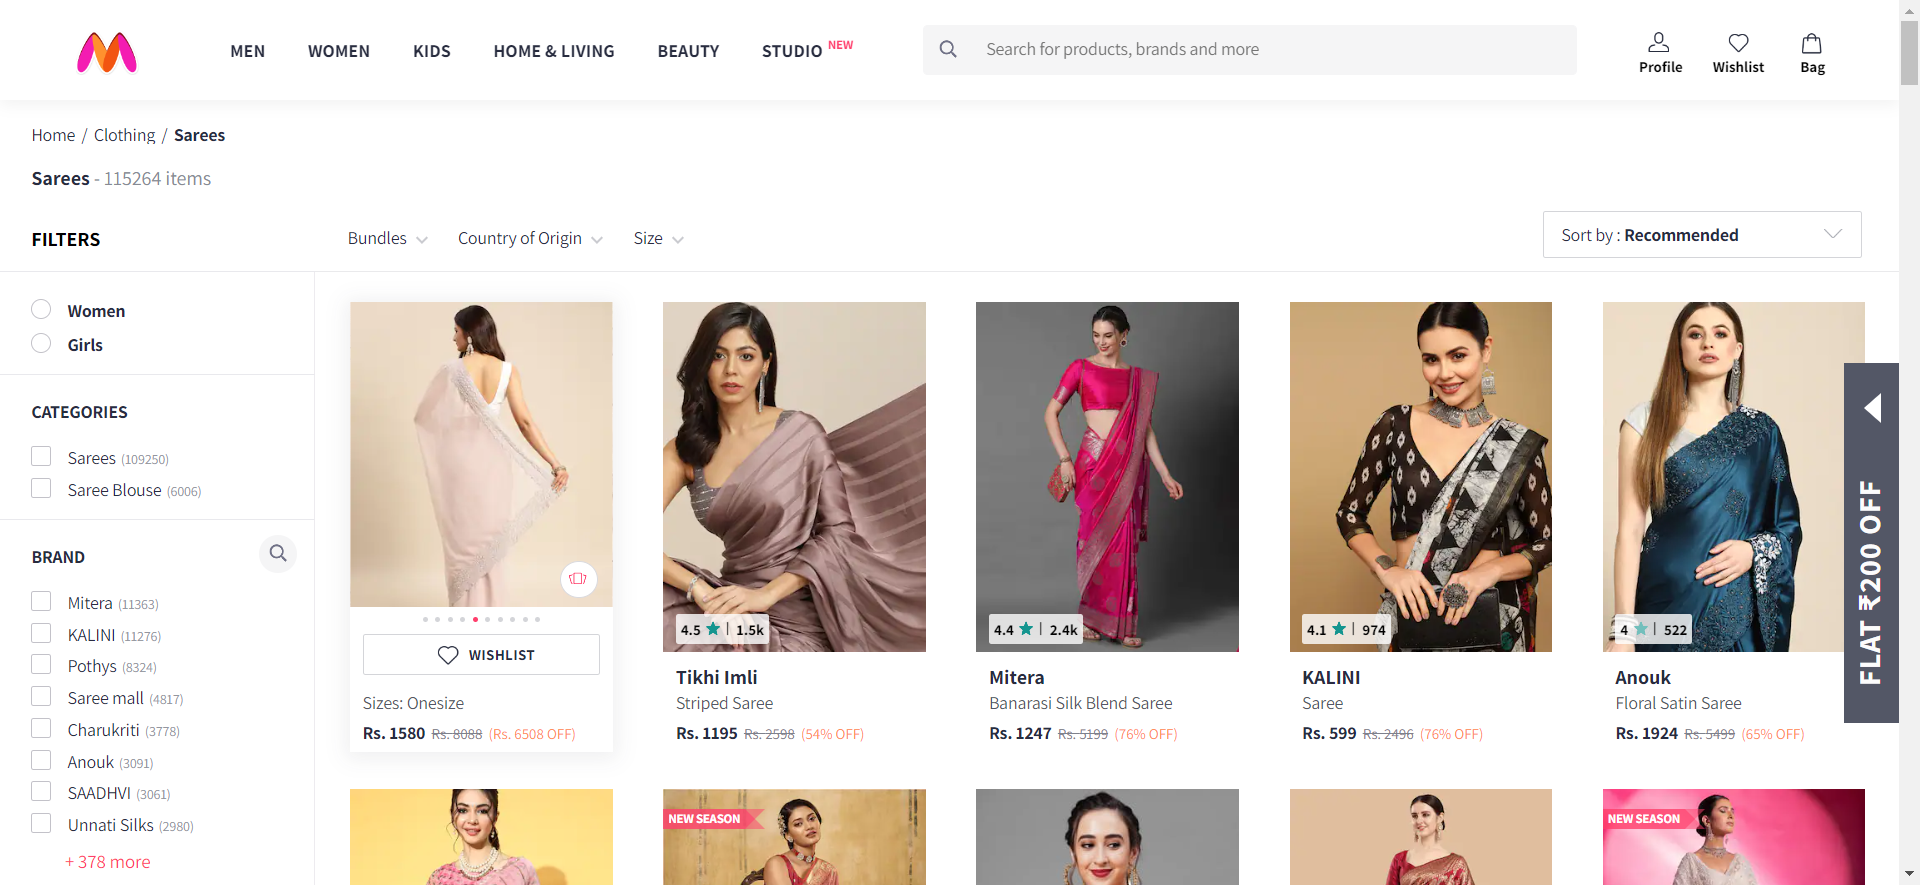 MEN WOMEN KIDS HOME & LIVING BEAUTY STUDIO NEW
Search for products, brands and more
Profile Wishlist Bag
Home / Clothing / Sarees
Sarees - 115264 items
FILTERS
Bundles Country of Origin Size
Sort by : Recommended
Women
Girls
CATEGORIES
Sarees (109250)
Saree Blouse (6006)
BRAND
Mitera (11363)
KALINI (11276)
Pothys (8324)
Saree mall (4817)
Charukriti (3778)
Anouk (3091)
SAADHVI (3061)
Unnati Silks (2980)
+ 378 more
WISHLIST
Sizes: Onesize
Rs. 1580 Rs. 8088 (Rs. 6508 OFF)
4.5 | 1.5k
Tikhi Imli
Striped Saree
Rs. 1195 Rs. 2598 (54% OFF)
4.4 | 2.4k
Mitera
Banarasi Silk Blend Saree
Rs. 1247 Rs. 5199 (76% OFF)
4.1 | 974
KALINI
Saree
Rs. 599 Rs. 2496 (76% OFF)
4 | 522
Anouk
Floral Satin Saree
Rs. 1924 Rs. 5499 (65% OFF)
FLAT ₹200 OFF
NEW SEASON
NEW SEASON